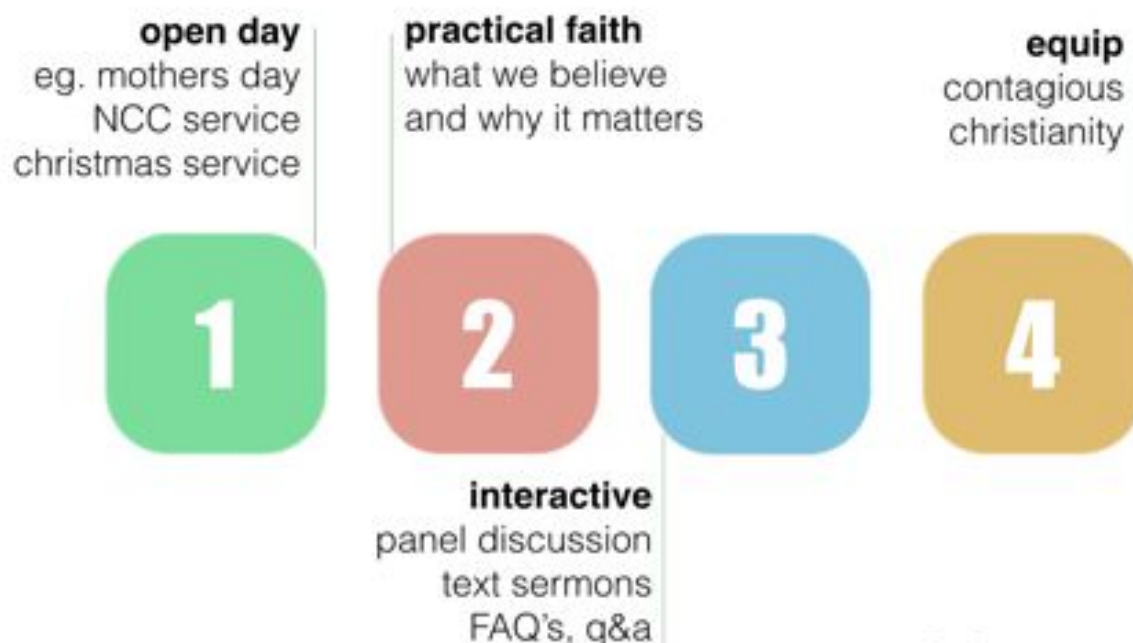 open day
eg. mothers day
NCC service
christmas service
practical faith
what we believe
and why it matters
equip
contagious
christianity
1
2
3
4
interactive
panel discussion
text sermons
FAQ's, q&a